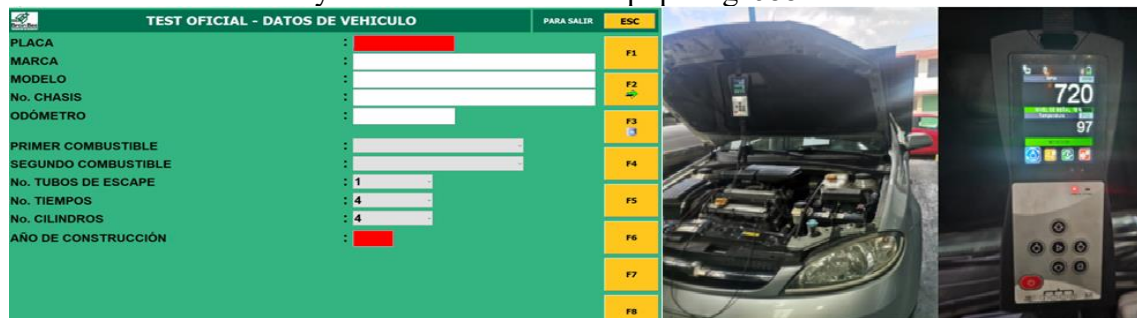 TEST OFICIAL - DATOS DE VEHICULO PARA SALIR ESC
PLACA :
MARCA :
MODELO :
No. CHASIS :
ODÓMETRO :
PRIMER COMBUSTIBLE :
SEGUNDO COMBUSTIBLE :
No. TUBOS DE ESCAPE : 1
No. TIEMPOS : 4
No. CILINDROS : 4
AÑO DE CONSTRUCCIÓN :
F1
F2
F3
F4
F5
F6
F7
F8
720
Temperatura
97